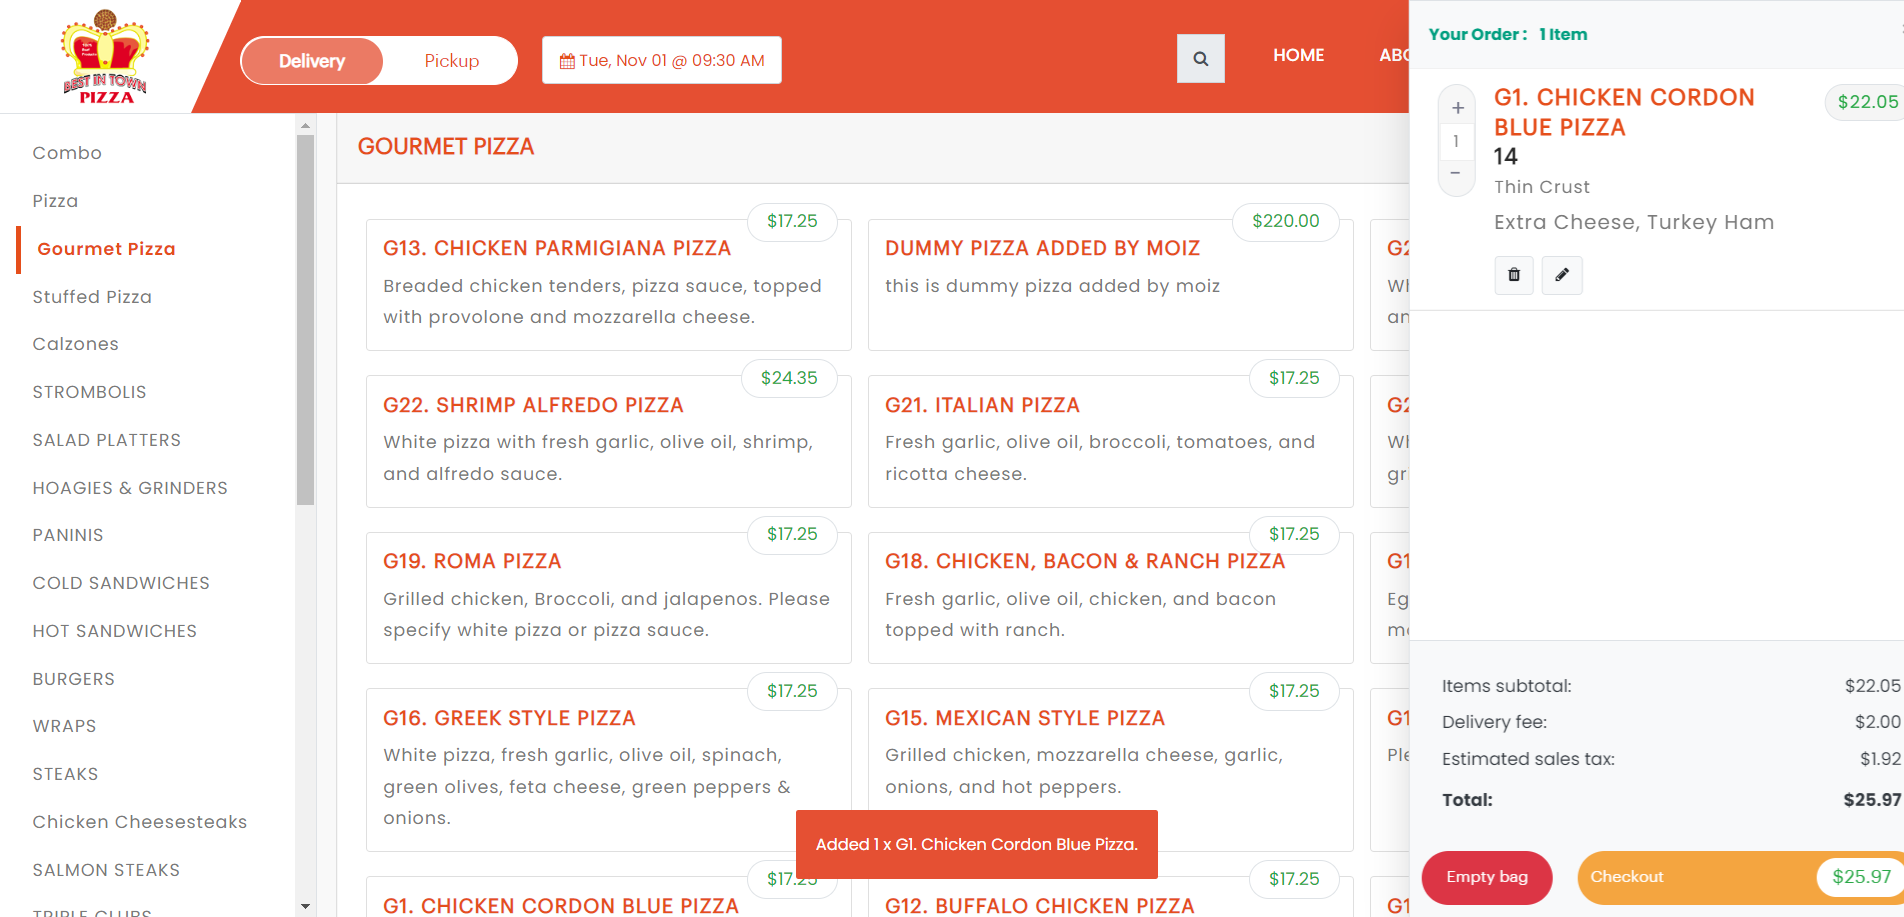 BEST IN TOWN
PIZZA
Delivery
Pickup
Tue, Nov 01 @ 09:30 AM
HOME
Combo
Pizza
Gourmet Pizza
Stuffed Pizza
Calzones
STROMBOLIS
SALAD PLATTERS
HOAGIES & GRINDERS
PANINIS
COLD SANDWICHES
HOT SANDWICHES
BURGERS
WRAPS
STEAKS
Chicken Cheesesteaks
SALMON STEAKS
TRIPLE CLUBS
GOURMET PIZZA
$17.25
G13. CHICKEN PARMIGIANA PIZZA
Breaded chicken tenders, pizza sauce, topped
with provolone and mozzarella cheese.
$220.00
DUMMY PIZZA ADDED BY MOIZ
this is dummy pizza added by moiz
$24.35
G22. SHRIMP ALFREDO PIZZA
White pizza with fresh garlic, olive oil, shrimp,
and alfredo sauce.
$17.25
G21. ITALIAN PIZZA
Fresh garlic, olive oil, broccoli, tomatoes, and
ricotta cheese.
$17.25
G19. ROMA PIZZA
Grilled chicken, Broccoli, and jalapenos. Please
specify white pizza or pizza sauce.
$17.25
G18. CHICKEN, BACON & RANCH PIZZA
Fresh garlic, olive oil, chicken, and bacon
topped with ranch.
$17.25
G16. GREEK STYLE PIZZA
White pizza, fresh garlic, olive oil, spinach,
green olives, feta cheese, green peppers &
onions.
$17.25
G15. MEXICAN STYLE PIZZA
Grilled chicken, mozzarella cheese, garlic,
onions, and hot peppers.
$17.25
G1. CHICKEN CORDON BLUE PIZZA
$17.25
G12. BUFFALO CHICKEN PIZZA
Added 1 x G1. Chicken Cordon Blue Pizza.
Your Order : 1 Item
+
1
−
G1. CHICKEN CORDON
BLUE PIZZA
$22.05
14
Thin Crust
Extra Cheese, Turkey Ham
Items subtotal: $22.05
Delivery fee: $2.00
Estimated sales tax: $1.92
Total: $25.97
Empty bag
Checkout $25.97